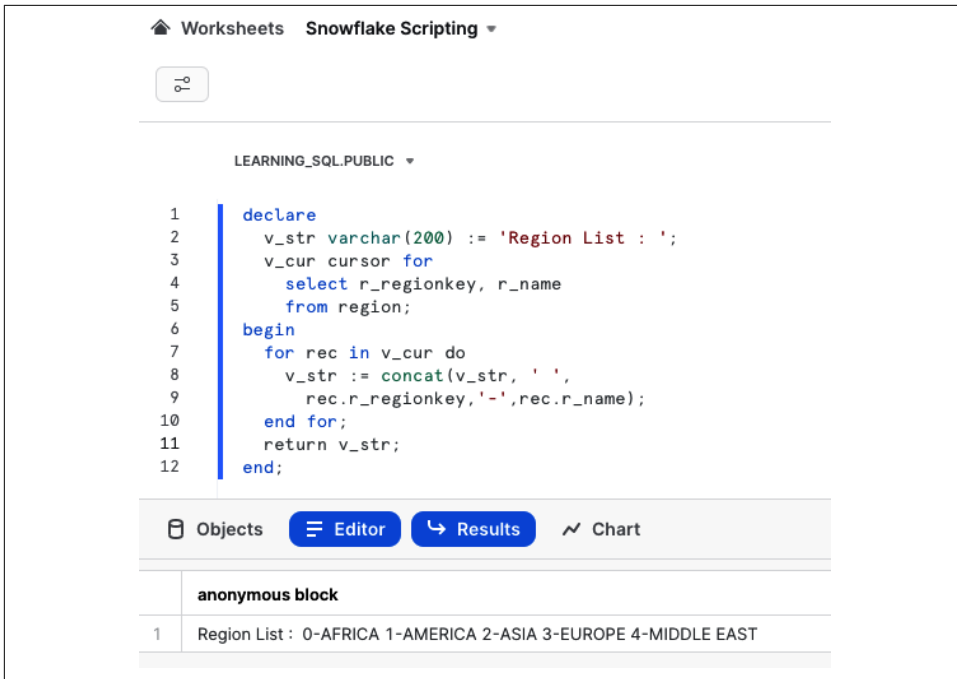 Worksheets Snowflake Scripting
LEARNING_SQL.PUBLIC
1 declare
2 v_str varchar(200) := 'Region List : ';
3 v_cur cursor for
4 select r_regionkey, r_name
5 from region;
6 begin
7 for rec in v_cur do
8 v_str := concat(v_str, ' ',
9 rec.r_regionkey,'-',rec.r_name);
10 end for;
11 return v_str;
12 end;
Objects Editor Results Chart
anonymous block
1 Region List : 0-AFRICA 1-AMERICA 2-ASIA 3-EUROPE 4-MIDDLE EAST